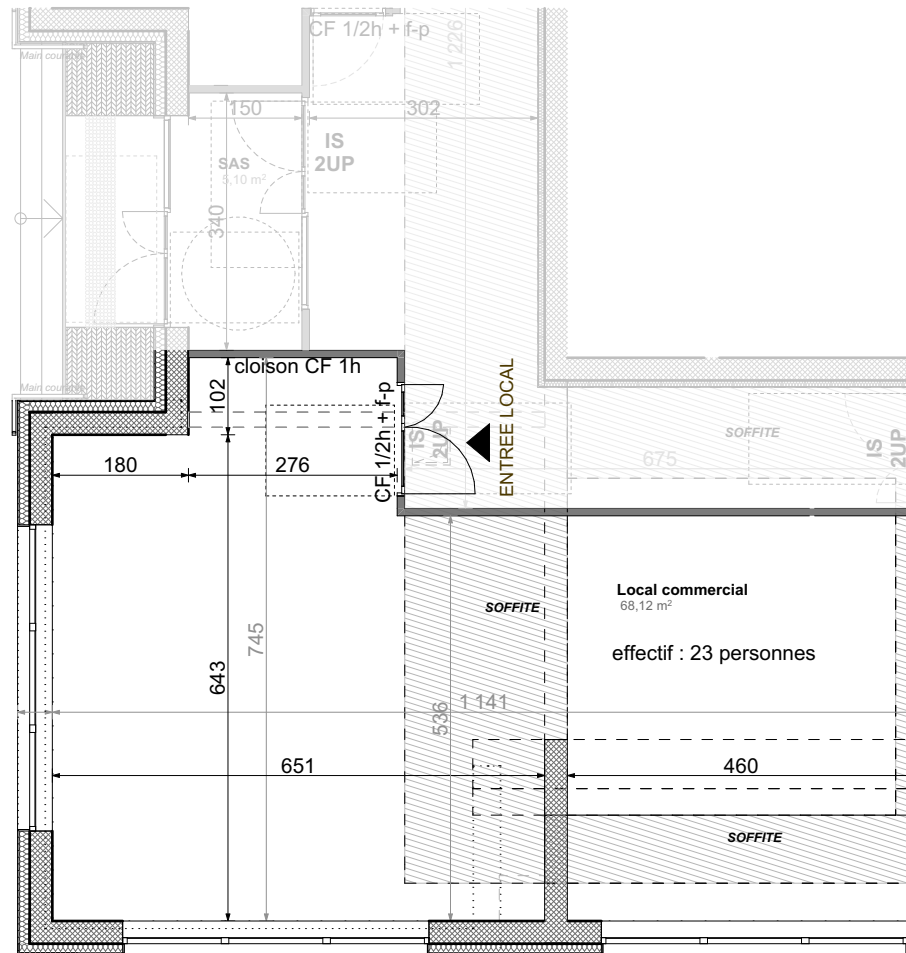 CF 1/2h + f-p
Main courante
1 226
150
302
IS
2UP
SAS
5,10 m²
340
Main courante
cloison CF 1h
102
CF 1/2h + f-p
ENTREE LOCAL
IS
2UP
SOFFITE
IS
2UP
180
276
675
Local commercial
68,12 m²
SOFFITE
effectif : 23 personnes
745
643
536
1 141
651
460
SOFFITE